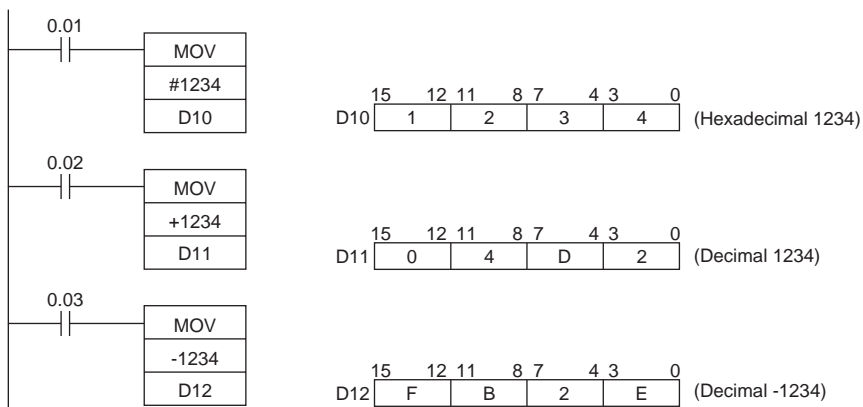 0.01
MOV
#1234
D10
15 12 11 8 7 4 3 0
D10 1 2 3 4 (Hexadecimal 1234)
0.02
MOV
+1234
D11
15 12 11 8 7 4 3 0
D11 0 4 D 2 (Decimal 1234)
0.03
MOV
-1234
D12
15 12 11 8 7 4 3 0
D12 F B 2 E (Decimal -1234)